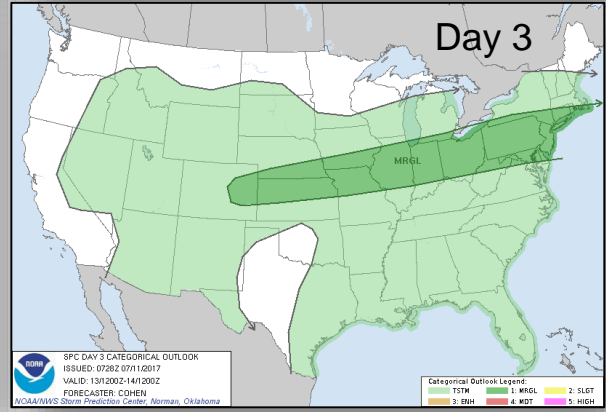 Day 3
MRGL
NOAA
SPC DAY 3 CATEGORICAL OUTLOOK
ISSUED: 0728Z 07/11/2017
VALID: 13/1200Z-14/1200Z
FORECASTER: COHEN
NOAA/NWS Storm Prediction Center, Norman, Oklahoma
Categorical Outlook Legend:
TSTM 1: MRGL 2: SLGT
3: ENH 4: MDT 5: HIGH